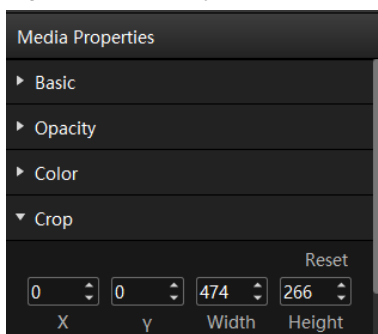 Media Properties
Basic
Opacity
Color
Crop
Reset
0 0 474 266
X Y Width Height